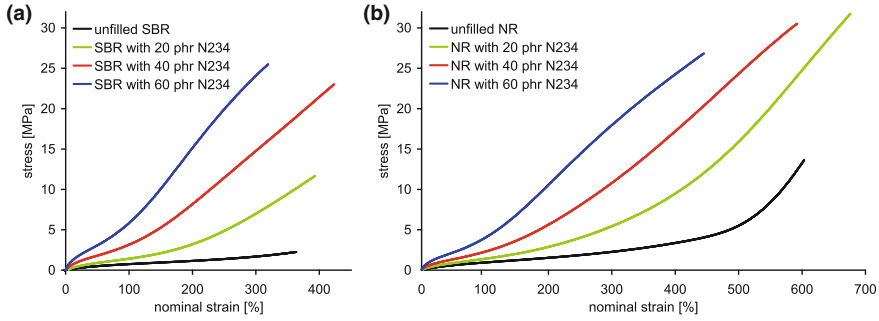 (a)
unfilled SBR
SBR with 20 phr N234
SBR with 40 phr N234
SBR with 60 phr N234
stress [MPa]
30
25
20
15
10
5
0
0 100 200 300 400
nominal strain [%]
(b)
unfilled NR
NR with 20 phr N234
NR with 40 phr N234
NR with 60 phr N234
stress [MPa]
30
25
20
15
10
5
0
0 100 200 300 400 500 600 700
nominal strain [%]